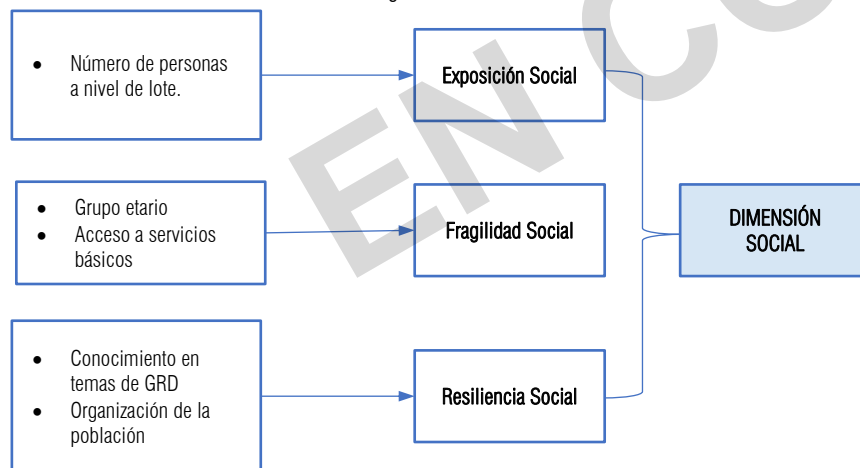 • Número de personas
a nivel de lote.
Exposición Social
• Grupo etario
• Acceso a servicios
básicos
Fragilidad Social
DIMENSIÓN
SOCIAL
• Conocimiento en
temas de GRD
• Organización de la
población
Resiliencia Social
EN CO